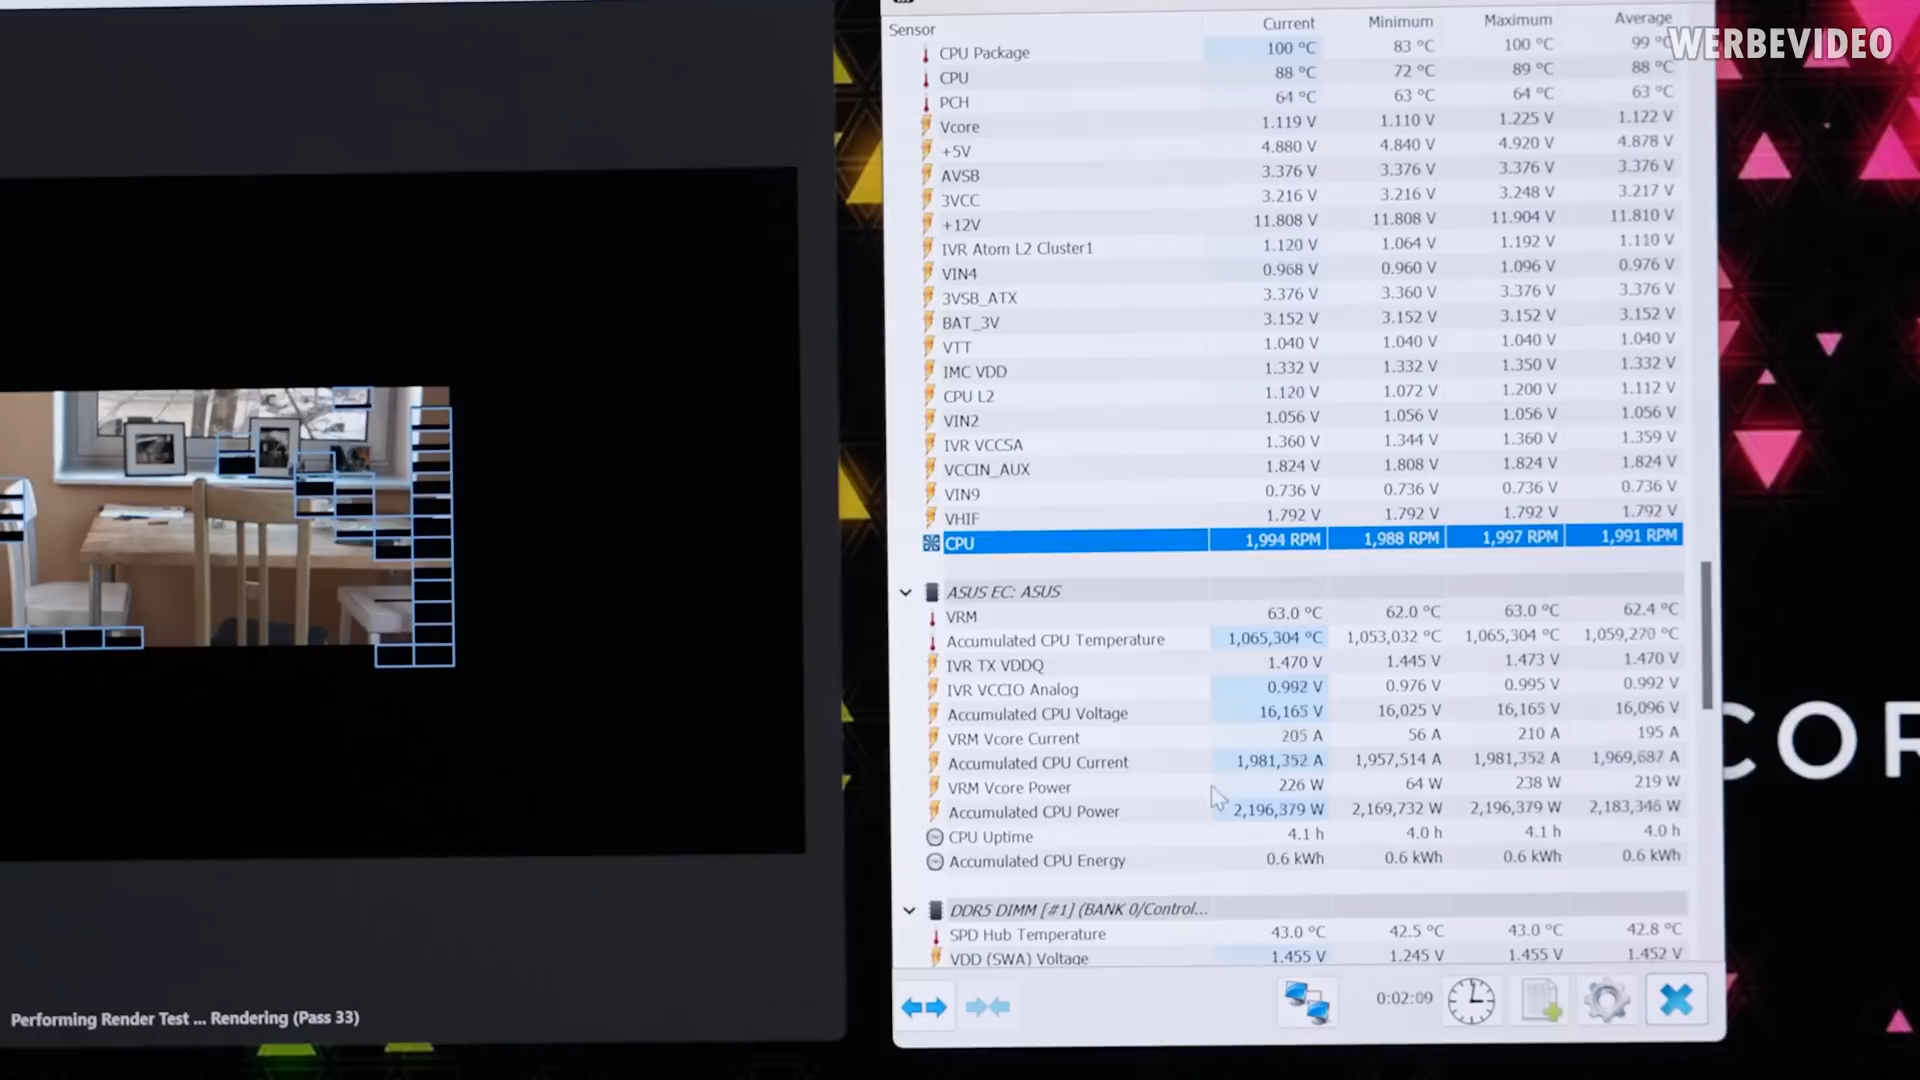 WERBEVIDEO
Sensor Current Minimum Maximum Average
CPU Package 100 °C 83 °C 100 °C 99 °C
CPU 88 °C 72 °C 89 °C 88 °C
PCH 64 °C 63 °C 64 °C 63 °C
Vcore 1.119 V 1.110 V 1.225 V 1.122 V
+5V 4.880 V 4.840 V 4.920 V 4.878 V
AVSB 3.376 V 3.376 V 3.376 V 3.376 V
3VCC 3.216 V 3.216 V 3.248 V 3.217 V
+12V 11.808 V 11.808 V 11.904 V 11.810 V
IVR Atom L2 Cluster1 1.120 V 1.064 V 1.192 V 1.110 V
VIN4 0.968 V 0.960 V 1.096 V 0.976 V
3VSB_ATX 3.376 V 3.360 V 3.376 V 3.376 V
BAT_3V 3.152 V 3.152 V 3.152 V 3.152 V
VTT 1.040 V 1.040 V 1.040 V 1.040 V
IMC VDD 1.332 V 1.332 V 1.350 V 1.332 V
CPU L2 1.120 V 1.072 V 1.200 V 1.112 V
VIN2 1.056 V 1.056 V 1.056 V 1.056 V
IVR VCCSA 1.360 V 1.344 V 1.360 V 1.359 V
VCCIN_AUX 1.824 V 1.808 V 1.824 V 1.824 V
VIN9 0.736 V 0.736 V 0.736 V 0.736 V
VHIF 1.792 V 1.792 V 1.792 V 1.792 V
CPU 1,994 RPM 1,988 RPM 1,997 RPM 1,991 RPM
ASUS EC: ASUS
VRM 63.0 °C 62.0 °C 63.0 °C 62.4 °C
Accumulated CPU Temperature 1,065,304 °C 1,053,032 °C 1,065,304 °C 1,059,270 °C
IVR TX VDDQ 1.470 V 1.445 V 1.473 V 1.470 V
IVR VCCIO Analog 0.992 V 0.976 V 0.995 V 0.992 V
Accumulated CPU Voltage 16,165 V 16,025 V 16,165 V 16,096 V
VRM Vcore Current 205 A 56 A 210 A 195 A
Accumulated CPU Current 1,981,352 A 1,957,514 A 1,981,352 A 1,969,687 A
VRM Vcore Power 226 W 64 W 238 W 219 W
Accumulated CPU Power 2,196,379 W 2,169,732 W 2,196,379 W 2,183,346 W
CPU Uptime 4.1 h 4.0 h 4.1 h 4.0 h
Accumulated CPU Energy 0.6 kWh 0.6 kWh 0.6 kWh 0.6 kWh
DDR5 DIMM [#1] (BANK 0/Control...
SPD Hub Temperature 43.0 °C 42.5 °C 43.0 °C 42.8 °C
VDD (SWA) Voltage 1.455 V 1.245 V 1.455 V 1.452 V
0:02:09
Performing Render Test ... Rendering (Pass 33)
COR